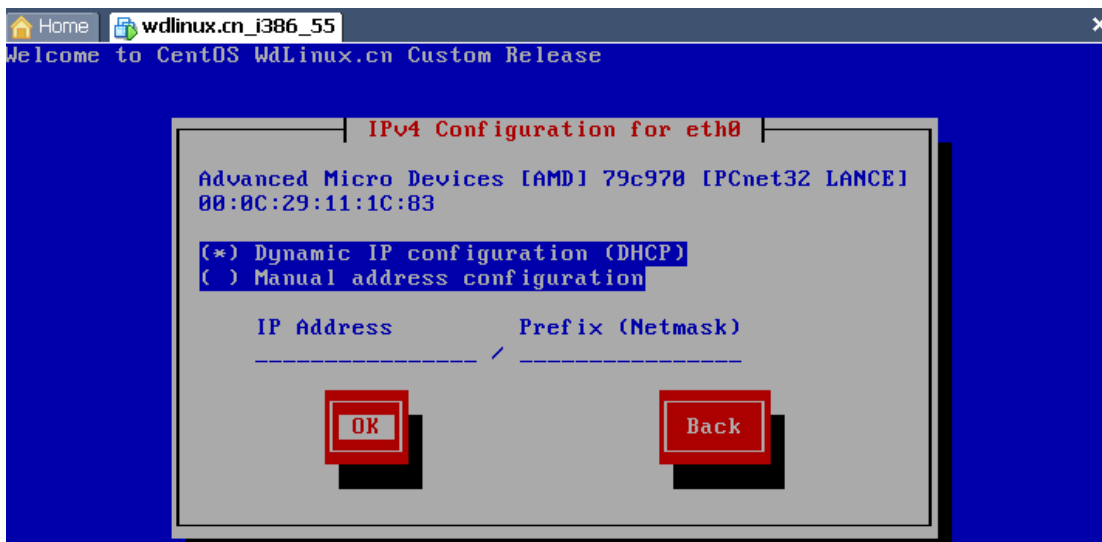 Home wdlinux.cn_i386_55
Welcome to CentOS WdLinux.cn Custom Release
IPv4 Configuration for eth0
Advanced Micro Devices [AMD] 79c970 [PCnet32 LANCE]
00:0C:29:11:1C:83
(*) Dynamic IP configuration (DHCP)
( ) Manual address configuration
IP Address Prefix (Netmask)
________________ / ________________
OK Back